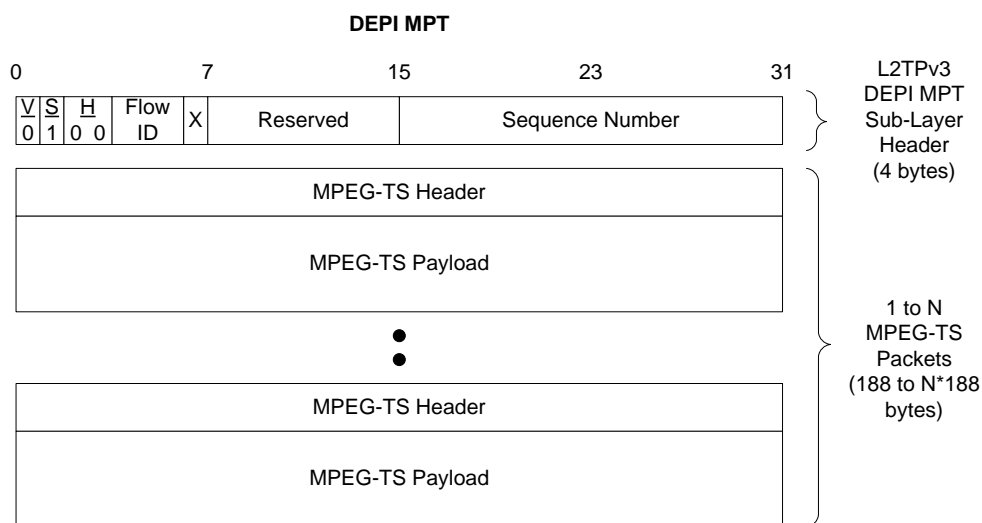 DEPI MPT
0 7 15 23 31
V S H Flow ID X Reserved Sequence Number
0 1 0 0
L2TPv3
DEPI MPT
Sub-Layer
Header
(4 bytes)
MPEG-TS Header
MPEG-TS Payload
1 to N
MPEG-TS
Packets
(188 to N*188
bytes)
MPEG-TS Header
MPEG-TS Payload